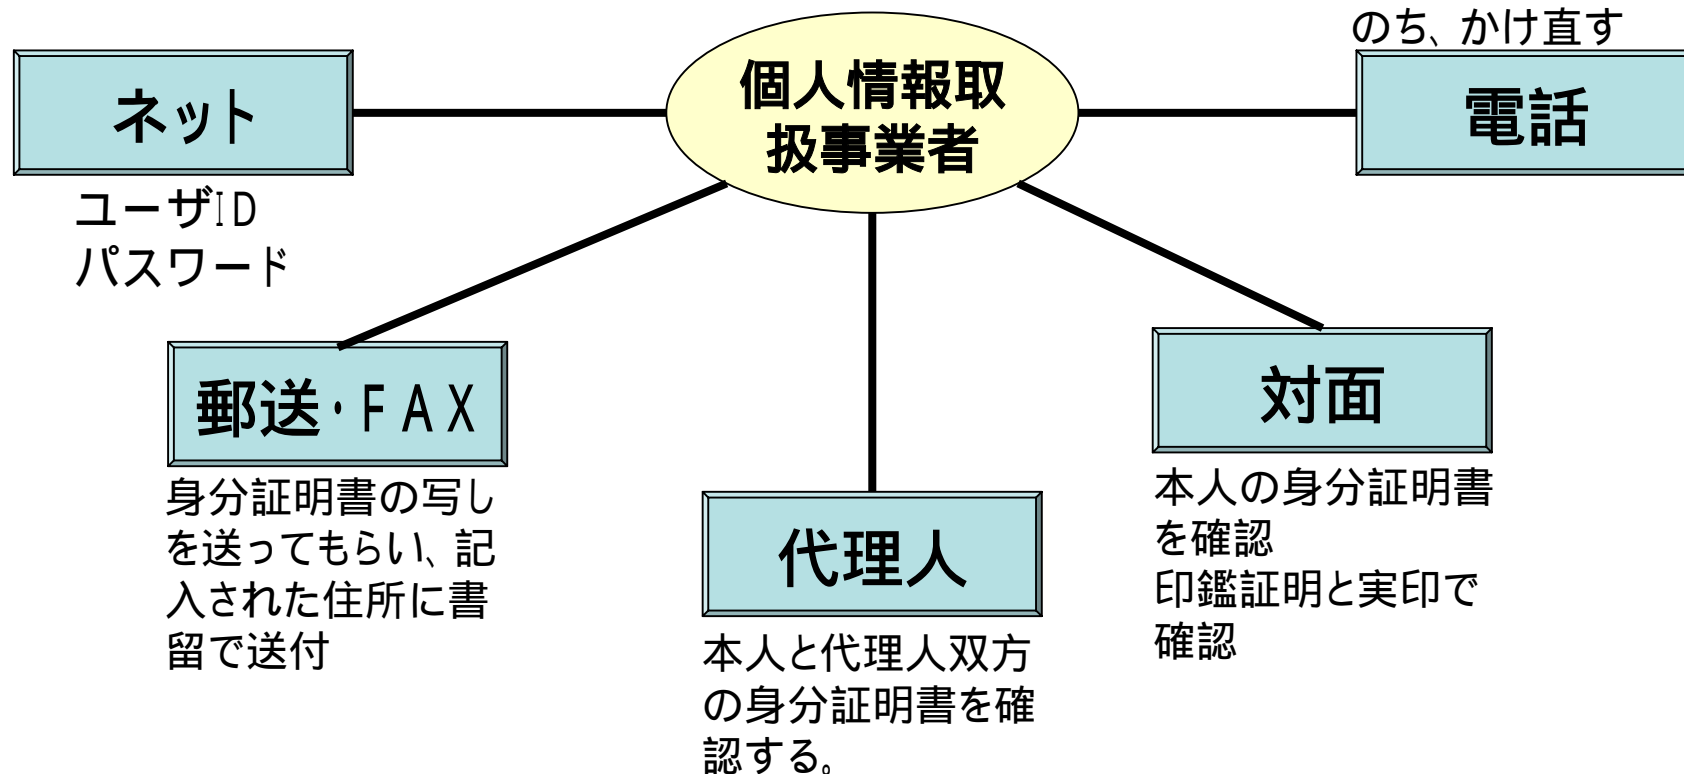 のち、かけ直す
ネット
個人情報取
扱事業者
電話
ユーザID
パスワード
郵送・FAX
身分証明書の写し
を送ってもらい、記
入された住所に書
留で送付
代理人
本人と代理人双方
の身分証明書を確
認する。
対面
本人の身分証明書
を確認
印鑑証明と実印で
確認